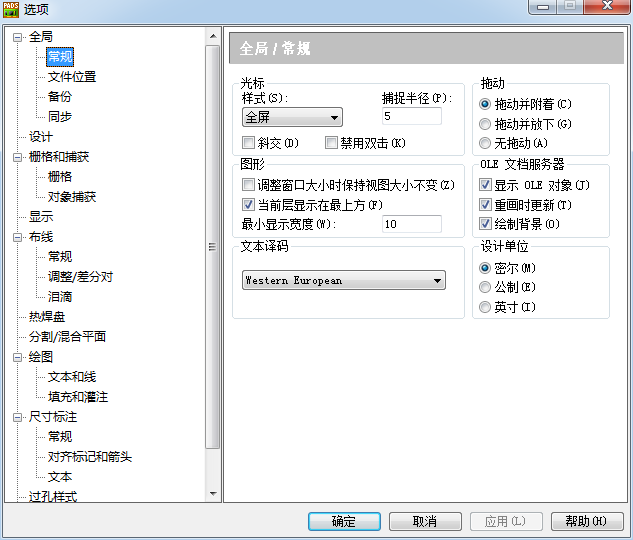 PADS 选项
全局
常规
文件位置
备份
同步
设计
栅格和捕获
栅格
对象捕获
显示
布线
常规
调整/差分对
泪滴
热焊盘
分割/混合平面
绘图
文本和线
填充和灌注
尺寸标注
常规
对齐标记和箭头
文本
过孔样式
全局 / 常规
光标
样式(S):
捕捉半径(P):
全屏
5
斜交(D)
禁用双击(K)
拖动
拖动并附着(C)
拖动并放下(G)
无拖动(A)
图形
调整窗口大小时保持视图大小不变(Z)
当前层显示在最上方(F)
最小显示宽度(W):
10
OLE 文档服务器
显示 OLE 对象(J)
重画时更新(T)
绘制背景(O)
文本译码
Western European
设计单位
密尔(M)
公制(E)
英寸(I)
确定
取消
应用(L)
帮助(H)